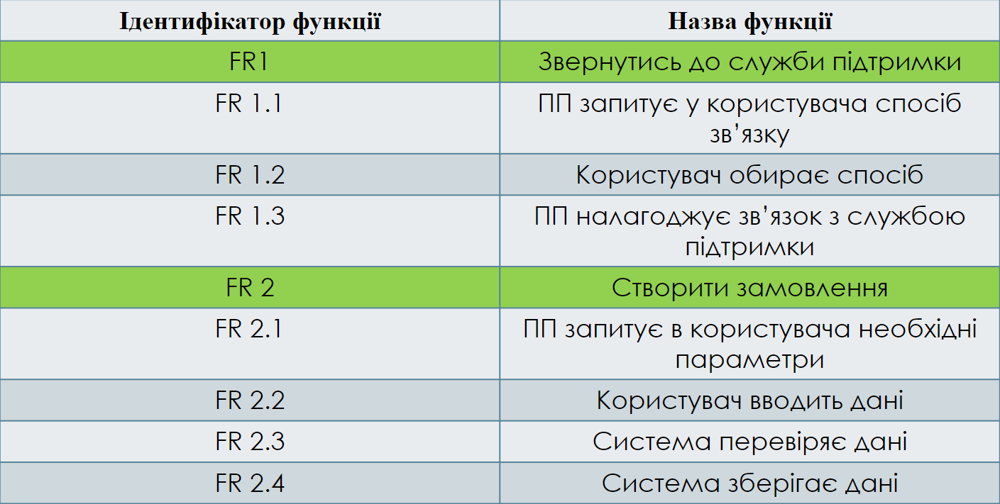 Ідентифікатор функції
Назва функції
FR1
Звернутись до служби підтримки
FR 1.1
ПП запитує у користувача спосіб
зв’язку
FR 1.2
Користувач обирає спосіб
FR 1.3
ПП налагоджує зв’язок з службою
підтримки
FR 2
Створити замовлення
FR 2.1
ПП запитує в користувача необхідні
параметри
FR 2.2
Користувач вводить дані
FR 2.3
Система перевіряє дані
FR 2.4
Система зберігає дані